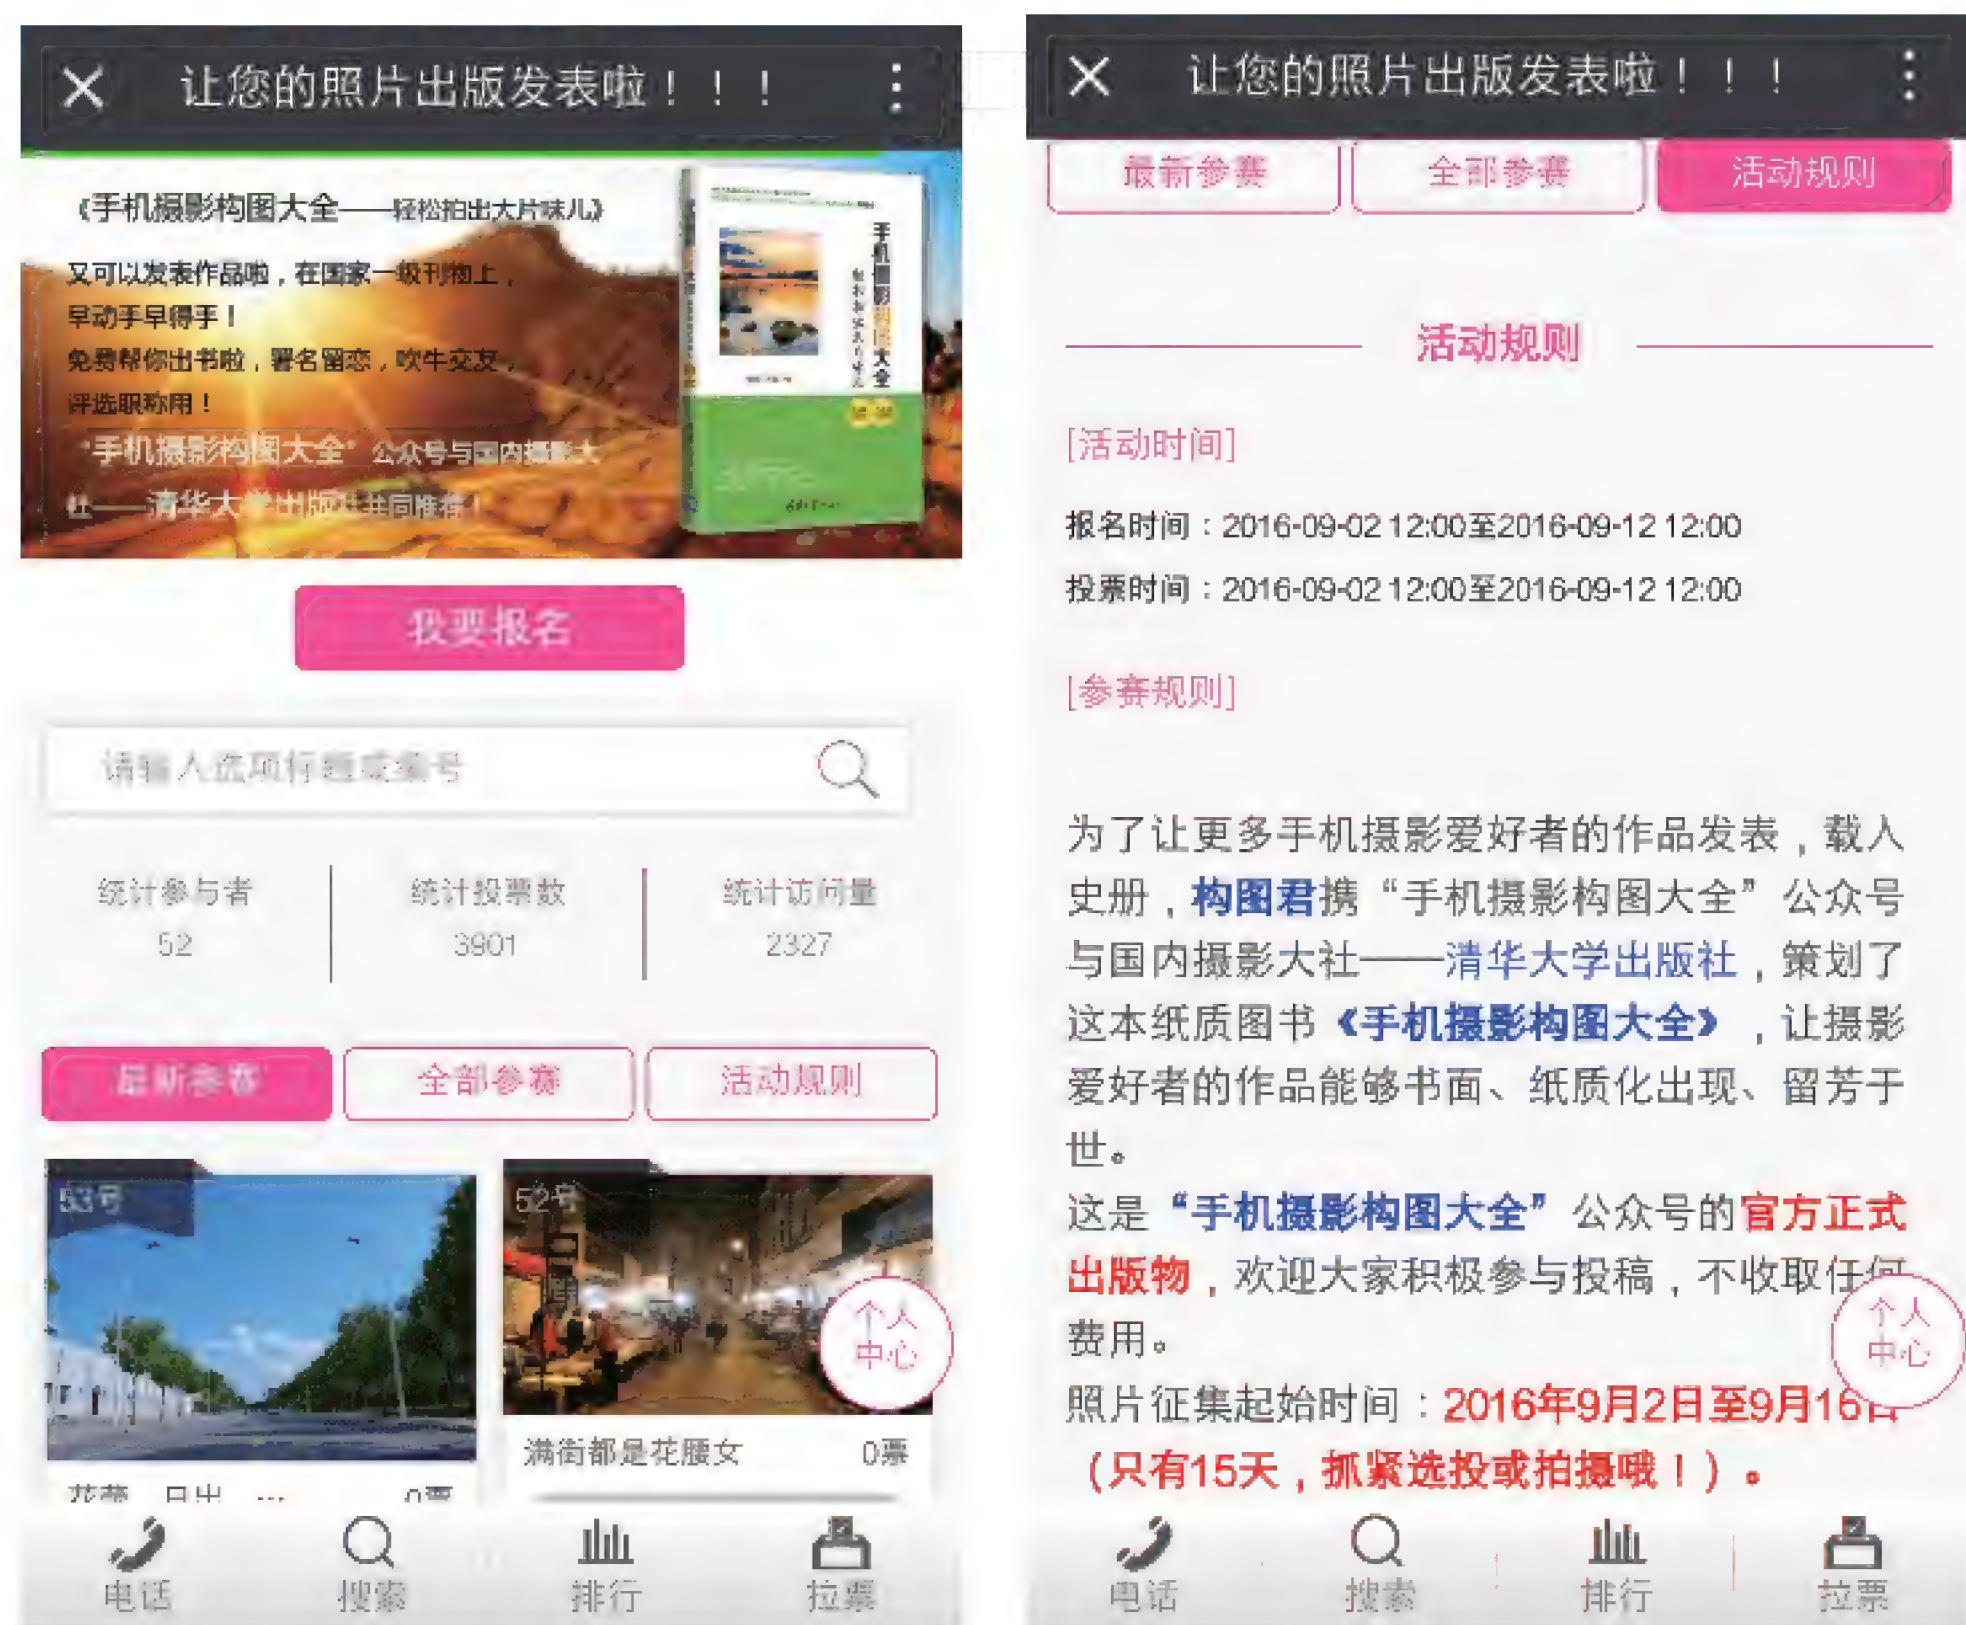 让您的照片出版发表啦！！！
《手机摄影构图大全——轻松拍出大片味儿》
又可以发表作品啦，在国家一级刊物上，
早动手早得手！
免费帮你出书啦，署名留恋，吹牛交友，
评选职称用！
“手机摄影构图大全”公众号与国内摄影大
社——清华大学出版社共同推荐！
手机摄影构图大全
我要报名
请输入选项标题或编号
统计参与者
52
统计投票数
3901
统计访问量
2327
最新参赛
全部参赛
活动规则
53号
52号
满街都是花腰女
0票
0票
个人
中心
电话
搜索
排行
拉票
让您的照片出版发表啦！！！
最新参赛
全部参赛
活动规则
活动规则
[活动时间]
报名时间：2016-09-02 12:00至2016-09-12 12:00
投票时间：2016-09-02 12:00至2016-09-12 12:00
[参赛规则]
为了让更多手机摄影爱好者的作品发表，载入
史册，构图君携“手机摄影构图大全”公众号
与国内摄影大社——清华大学出版社，策划了
这本纸质图书《手机摄影构图大全》，让摄影
爱好者的作品能够书面、纸质化出现、留芳于
世。
这是“手机摄影构图大全”公众号的官方正式
出版物，欢迎大家积极参与投稿，不收取任何
费用。
照片征集起始时间：2016年9月2日至9月16日
（只有15天，抓紧选投或拍摄哦！）。
个人
中心
电话
搜索
排行
拉票